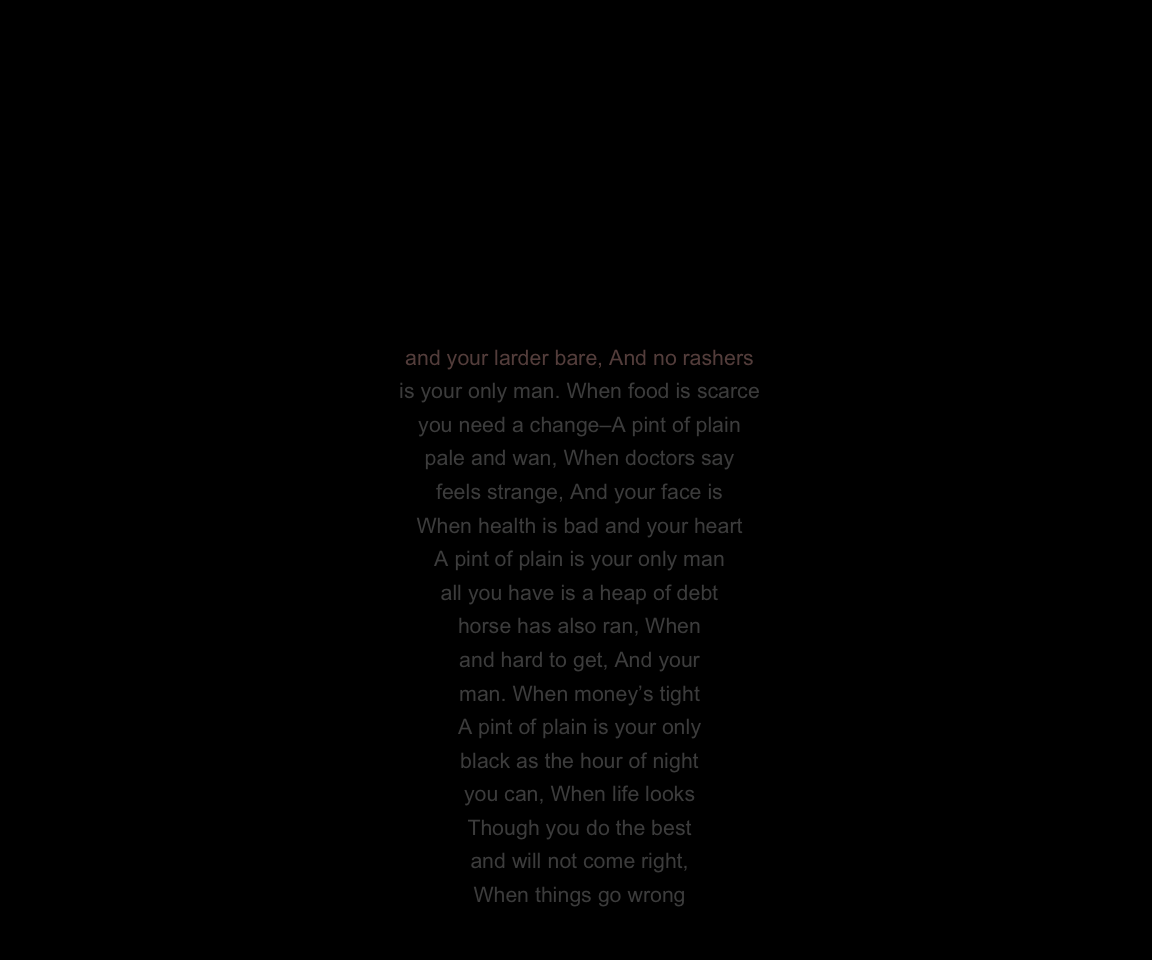 and your larder bare, And no rashers
is your only man. When food is scarce
you need a change–A pint of plain
pale and wan, When doctors say
feels strange, And your face is
When health is bad and your heart
A pint of plain is your only man
all you have is a heap of debt
horse has also ran, When
and hard to get, And your
man. When money’s tight
A pint of plain is your only
black as the hour of night
you can, When life looks
Though you do the best
and will not come right,
When things go wrong